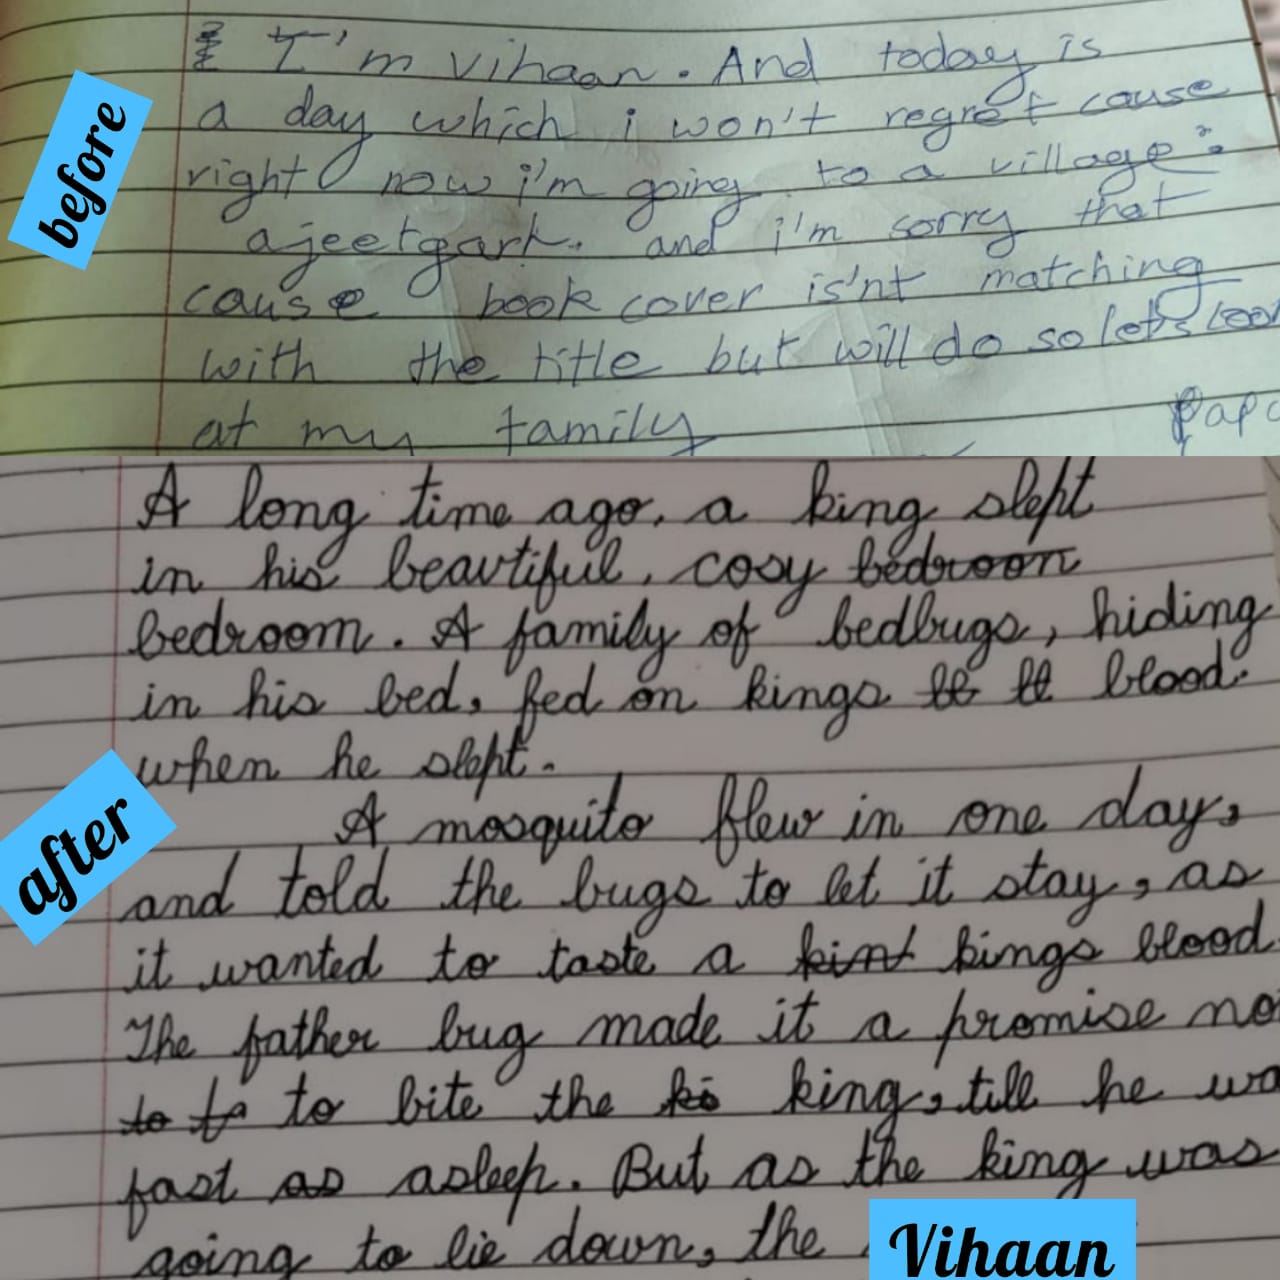 I'm vihaan. And today is
a day which i won't regret cause
before
right now i'm going to a village :
ajeetgarh. and i'm sorry that
cause book cover is'nt matching
with the title but will do so let's look
at my family Papa
A long time ago, a king slept
in his beautiful, cosy bedroon
bedroom. A family of bedbugs, hiding
in his bed, fed on kings blood.
when he slept.
after
A mosquito flew in one day,
and told the bugs to let it stay, as
it wanted to taste a kint kings blood.
The father bug made it a promise no
to to to bite the ki king, till he wa
fast as asleep. But as the king was
going to lie down, the
Vihaan